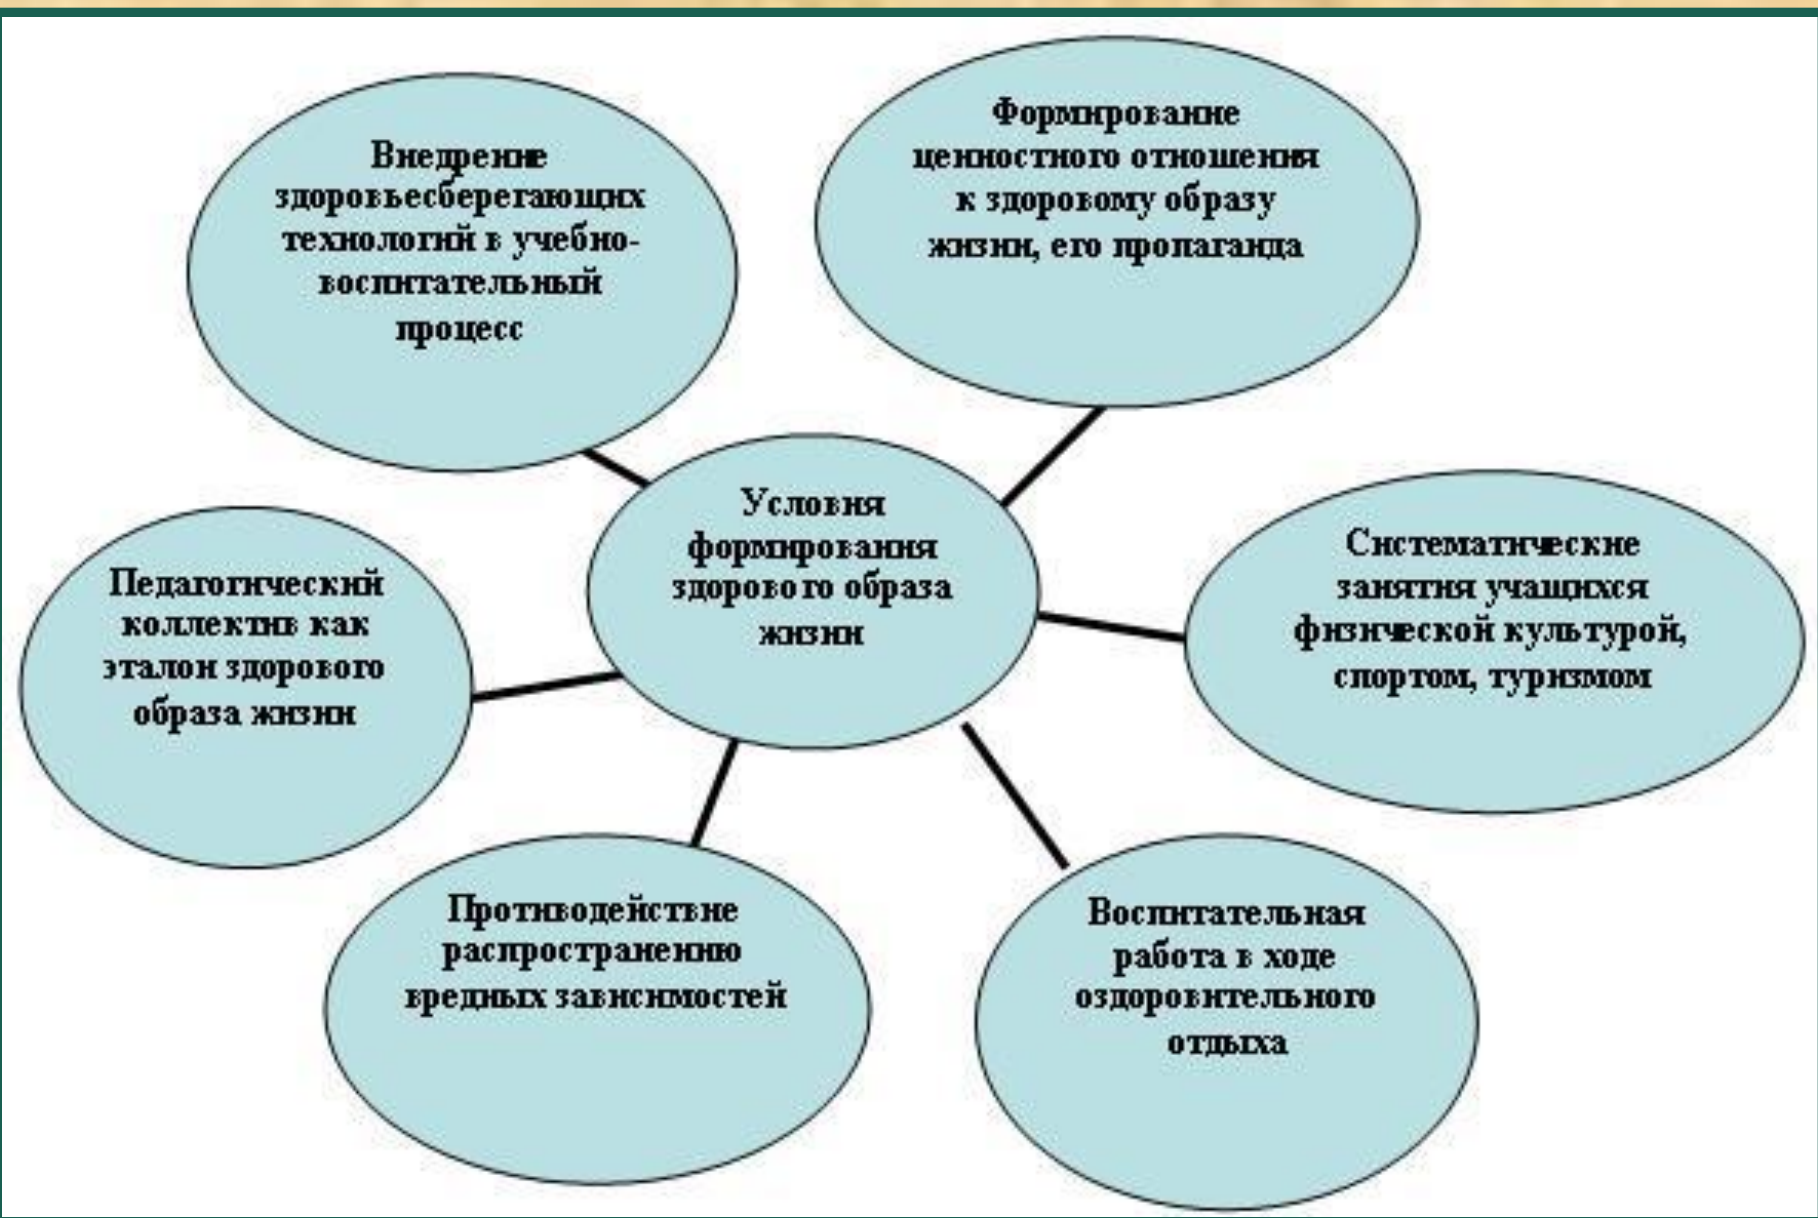 Внедрение
здоровьесберегающих
технологий в учебно-
воспитательный
процесс
Формирование
ценностного отношения
к здоровому образу
жизни, его пропаганда
Условия
формирования
здорового образа
жизни
Систематические
занятия учащихся
физической культурой,
спортом, туризмом
Педагогический
коллектив как
эталон здорового
образа жизни
Противодействие
распространению
вредных зависимостей
Воспитательная
работа в ходе
оздоровительного
отдыха